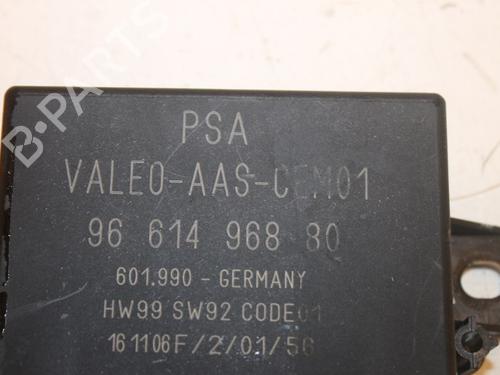 B-PARTS
PSA
VALEO-AAS-CEM01
96 614 968 80
601.990 - GERMANY
HW99 SW92 CODE01
161106F/2/01/56